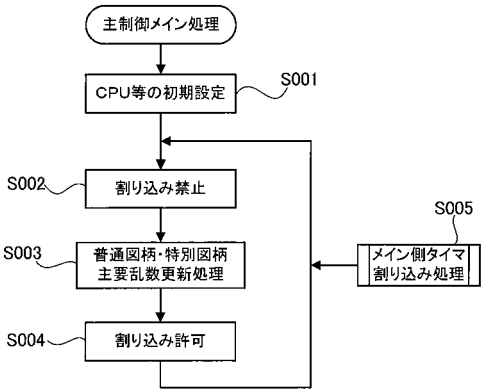 主制御メイン処理
CPU等の初期設定
S001
S002
割り込み禁止
S003
普通図柄・特別図柄
主要乱数更新処理
S004
割り込み許可
S005
メイン側タイマ
割り込み処理